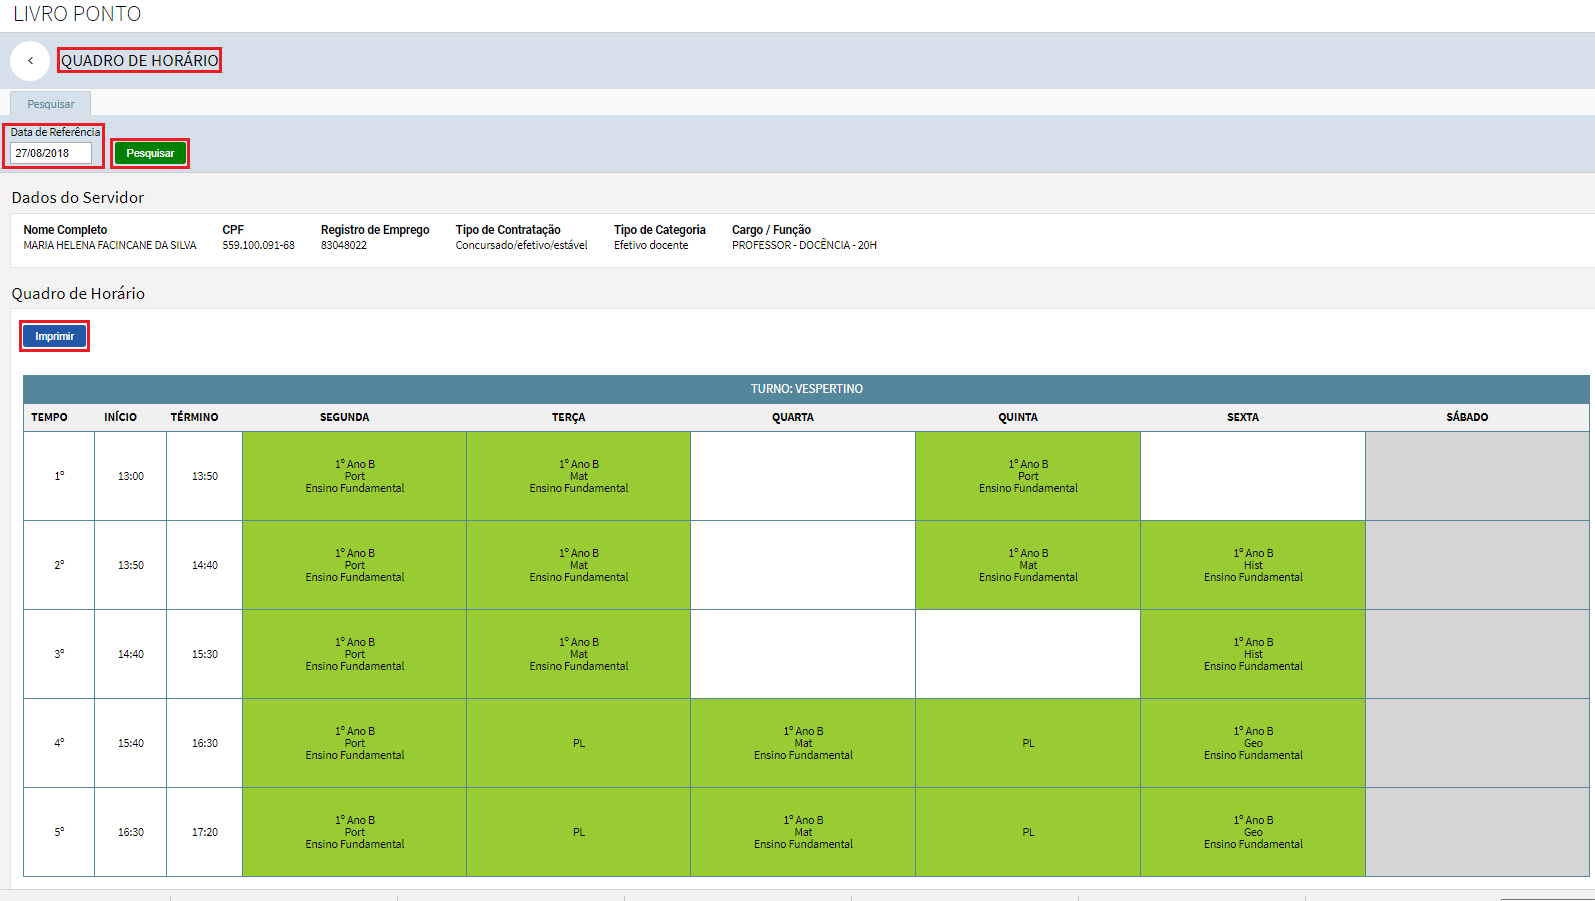 LIVRO PONTO
QUADRO DE HORÁRIO
Pesquisar
Data de Referência
27/08/2018
Pesquisar
Dados do Servidor
Nome Completo CPF Registro de Emprego Tipo de Contratação Tipo de Categoria Cargo / Função
MARIA HELENA FACINCANE DA SILVA 559.100.091-68 83048022 Concursado/efetivo/estável Efetivo docente PROFESSOR - DOCÊNCIA - 20H
Quadro de Horário
Imprimir
TURNO: VESPERTINO
TEMPO INÍCIO TÉRMINO SEGUNDA TERÇA QUARTA QUINTA SEXTA SÁBADO
1º Ano B 1º Ano B 1º Ano B
1º 13:00 13:50 Port Mat Port
Ensino Fundamental Ensino Fundamental Ensino Fundamental
1º Ano B 1º Ano B 1º Ano B 1º Ano B
2º 13:50 14:40 Port Mat Mat Hist
Ensino Fundamental Ensino Fundamental Ensino Fundamental Ensino Fundamental
1º Ano B 1º Ano B 1º Ano B
3º 14:40 15:30 Port Mat Hist
Ensino Fundamental Ensino Fundamental Ensino Fundamental
1º Ano B 1º Ano B 1º Ano B
4º 15:40 16:30 Port PL Mat PL Geo
Ensino Fundamental Ensino Fundamental Ensino Fundamental
1º Ano B 1º Ano B 1º Ano B
5º 16:30 17:20 Port PL Mat PL Geo
Ensino Fundamental Ensino Fundamental Ensino Fundamental